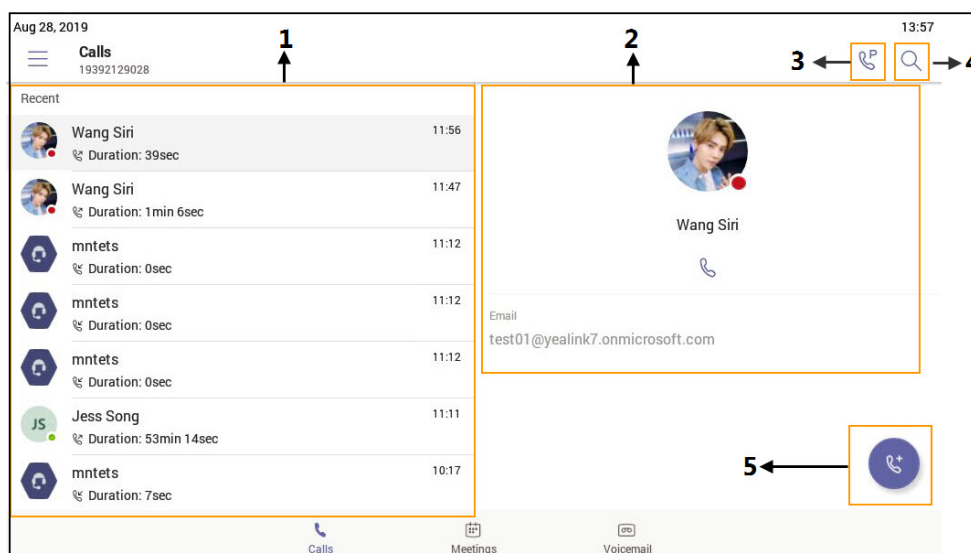 Aug 28, 2019
13:57
Calls
19392129028
1
2
3
P
4
Recent
Wang Siri
11:56
Duration: 39sec
Wang Siri
11:47
Duration: 1min 6sec
mntets
11:12
Duration: 0sec
mntets
11:12
Duration: 0sec
mntets
11:12
Duration: 0sec
JS
Jess Song
11:11
Duration: 53min 14sec
mntets
10:17
Duration: 7sec
Wang Siri
Email
test01@yealink7.onmicrosoft.com
5
Calls
Meetings
Voicemail